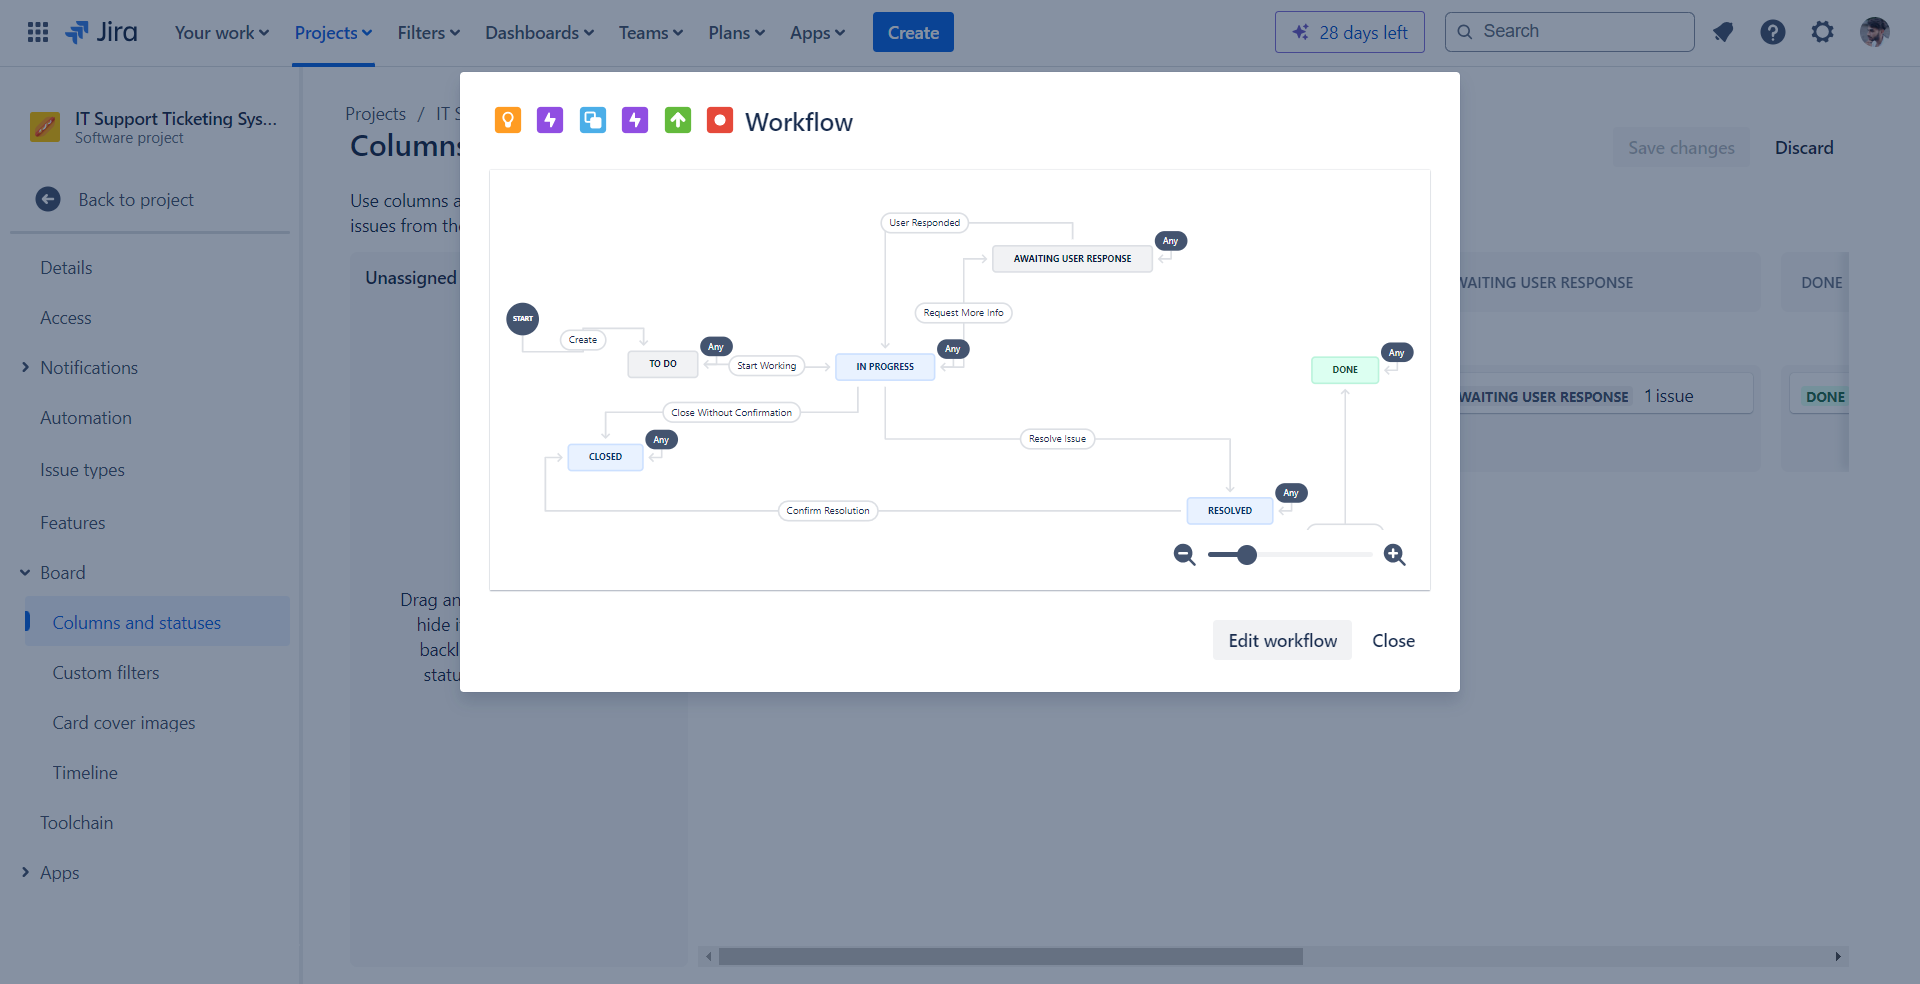 Jira
Your work
Projects
Filters
Dashboards
Teams
Plans
Apps
Create
28 days left
Search
IT Support Ticketing Sys...
Software project
Back to project
Details
Access
Notifications
Automation
Issue types
Features
Board
Columns and statuses
Custom filters
Card cover images
Timeline
Toolchain
Apps
Projects / IT S
Columns
Save changes
Discard
Use columns a
issues from the
Unassigned
Drag an
hide i
backl
statu
Workflow
User Responded
Any
AWAITING USER RESPONSE
Request More Info
START
Create
Any
TO DO
Start Working
Any
IN PROGRESS
Any
DONE
Close Without Confirmation
Any
CLOSED
Resolve Issue
Any
RESOLVED
Confirm Resolution
Edit workflow
Close
WAITING USER RESPONSE
DONE
WAITING USER RESPONSE 1 issue
DONE